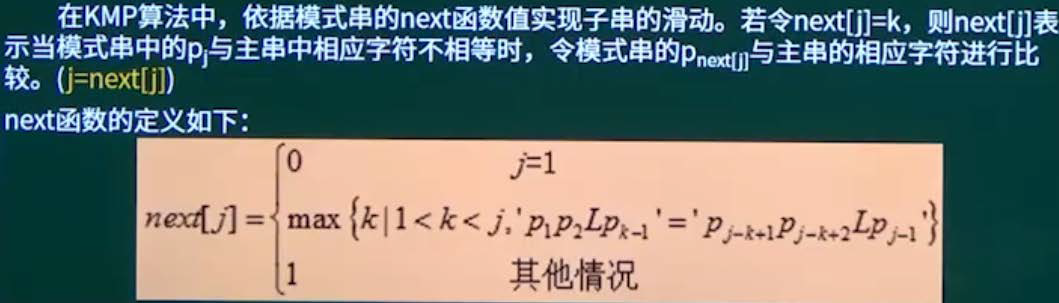 在KMP算法中，依据模式串的next函数值实现子串的滑动。若令next[j]=k，则next[j]表
示当模式串中的pj与主串中相应字符不相等时，令模式串的pnext[j]与主串的相应字符进行比
较。(j=next[j])
next函数的定义如下：
0 j=1
next[j]= max {k|1<k<j,'p1p2Lpk-1'='pj-k+1pj-k+2Lpj-1'}
1 其他情况